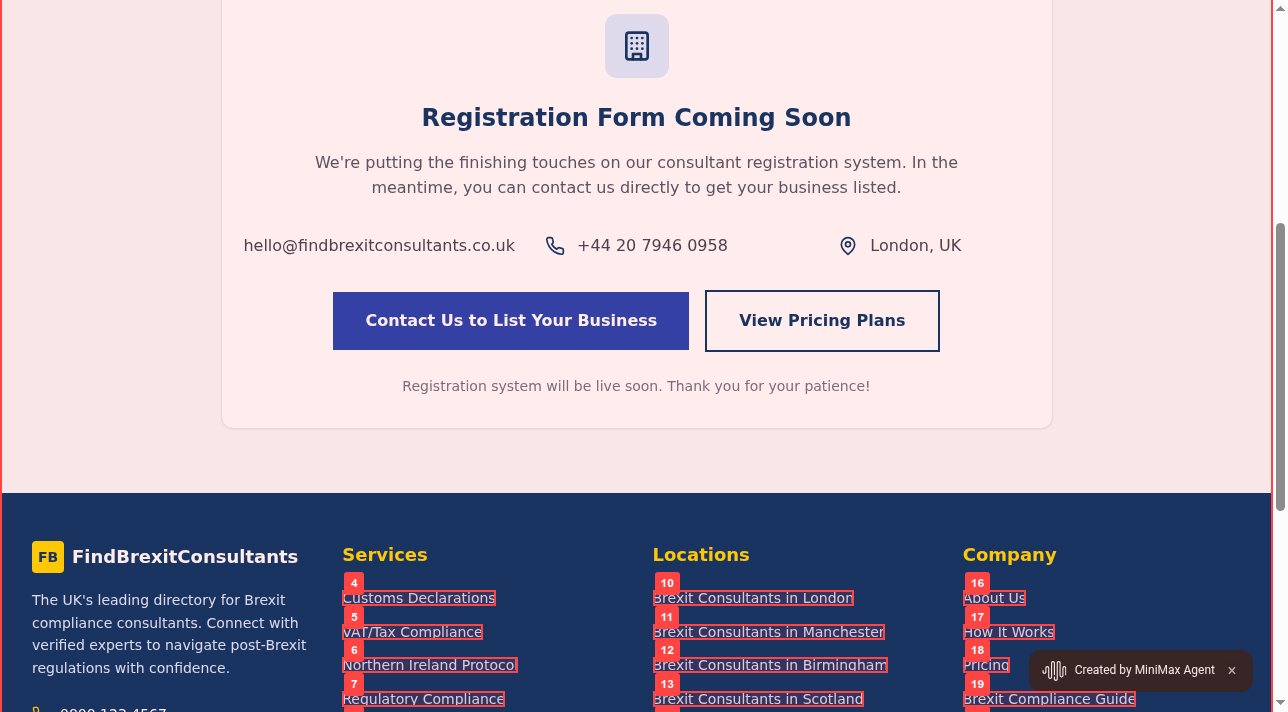 Registration Form Coming Soon
We're putting the finishing touches on our consultant registration system. In the
meantime, you can contact us directly to get your business listed.
hello@findbrexitconsultants.co.uk
+44 20 7946 0958
London, UK
Contact Us to List Your Business
View Pricing Plans
Registration system will be live soon. Thank you for your patience!
FB FindBrexitConsultants
The UK's leading directory for Brexit
compliance consultants. Connect with
verified experts to navigate post-Brexit
regulations with confidence.
Services
4
Customs Declarations
5
VAT/Tax Compliance
6
Northern Ireland Protocol
7
Regulatory Compliance
Locations
10
Brexit Consultants in London
11
Brexit Consultants in Manchester
12
Brexit Consultants in Birmingham
13
Brexit Consultants in Scotland
Company
16
About Us
17
How It Works
18
Pricing
19
Brexit Compliance Guide
Created by MiniMax Agent ×